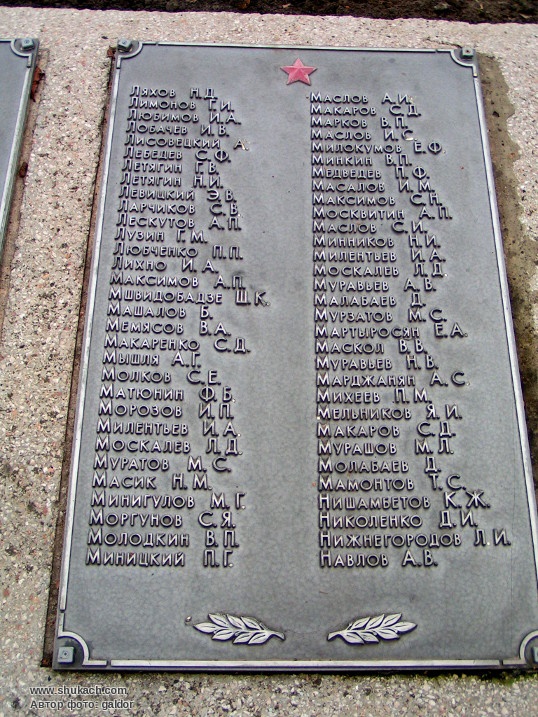 Ляхов Н.Д.
Лимонов Г.И.
Любимов И.А.
Лобачев И.В.
Лисовецкий А.
Лебедев С.Ф.
Летягин Г.В.
Летягин Н.И.
Левицкий Э.В.
Ларчиков С.В.
Лескутов А.П.
Лузин Г.М.
Любченко П.П.
Лихно И.А.
Максимов А.П.
Мшвидобадзе Ш.К.
Машалов Б.
Мемясов В.А.
Макаренко С.Д.
Мышля А.Г.
Молков С.Е.
Матюнин Ф.Б.
Морозов И.П.
Милентьев И.А.
Москалев Л.Д.
Муратов М.С.
Масик Н.М.
Минигулов М.Г.
Моргунов С.Я.
Молодкин В.П.
Миницкий П.Г.
Маслов А.И.
Макаров С.Д.
Марков В.П.
Маслов И.С.
Милокумов Е.Ф.
Минкин В.П.
Медведев П.Ф.
Масалов И.М.
Максимов С.Н.
Москвитин А.П.
Маслов С.И.
Минников Н.И.
Милентьев И.А.
Москалев Л.Д.
Муравьев А.В.
Малабаев Д.
Мурзатов М.С.
Мартыросян Е.А.
Маскол В.В.
Муравьев Н.В.
Марджанян А.С.
Михеев П.М.
Мельников Я.И.
Макаров С.Д.
Мурашов М.Л.
Молабаев Д.
Мамонтов Т.С.
Нишамбетов К.Ж.
Николенко Д.И.
Нижнегородов Л.И.
Навлов А.В.
www.shukach.com
Автор фото: galdor